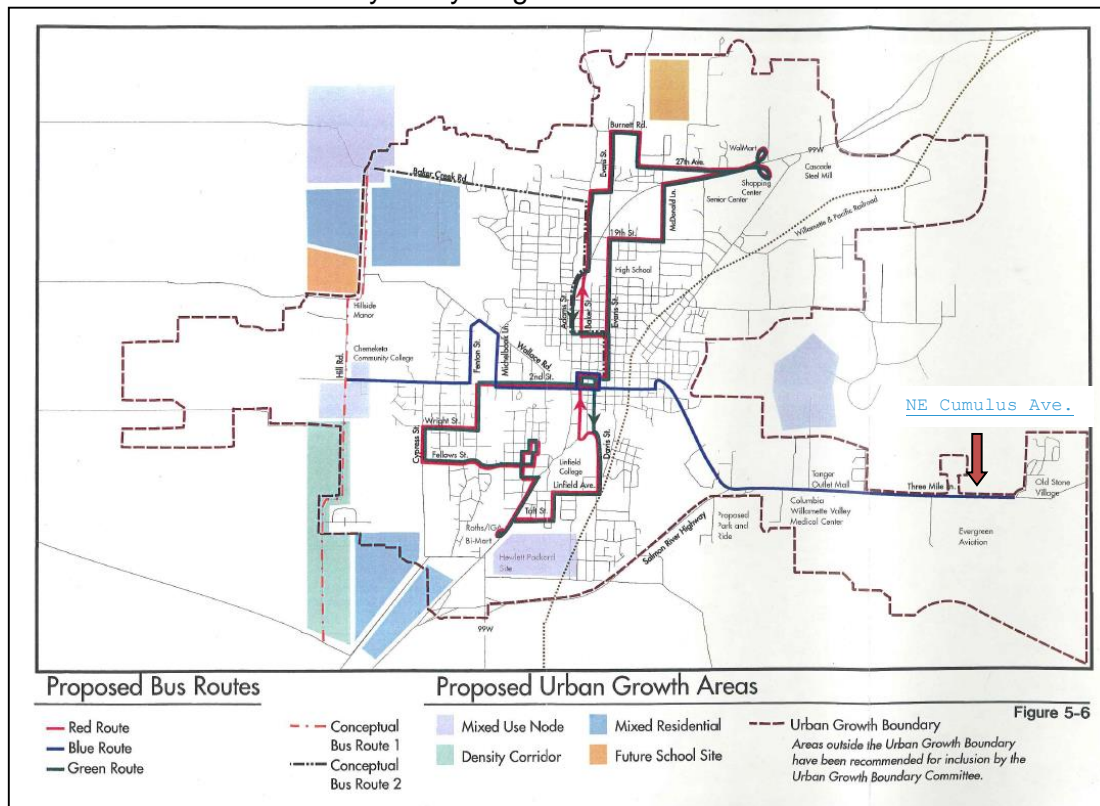 Burnett Rd.
WalMart
99W
27th Ave.
Evans St.
Cascade
Steel Mill
Baker Creek Rd.
Shopping
Center
Senior Center
McDonald Ln.
Willamette & Pacific Railroad
19th St.
High School
Hillside
Manor
Adams St.
Baker St.
Evans St.
Chemeketa
Community College
Fenton St.
Michelbook Ln.
Wallace Rd.
Hill Rd.
2nd St.
NE Cumulus Ave.
Wright St.
Cypress St.
Fellows St.
Davis St.
Linfield
College
Linfield Ave.
Tanger
Outlet Mall
Three Mile Ln.
Old Stone
Village
Columbia
Willamette Valley
Medical Center
Taft St.
Roths/IGA
Bi-Mart
Proposed
Park and
Ride
Evergreen
Aviation
Salmon River Highway
Hewlett Packard
Site
99W
Proposed Bus Routes
Proposed Urban Growth Areas
Figure 5-6
Red Route
Blue Route
Green Route
Conceptual
Bus Route 1
Conceptual
Bus Route 2
Mixed Use Node
Density Corridor
Mixed Residential
Future School Site
Urban Growth Boundary
Areas outside the Urban Growth Boundary
have been recommended for inclusion by the
Urban Growth Boundary Committee.